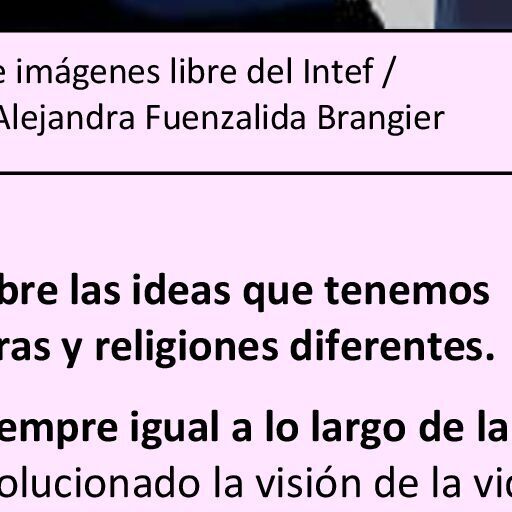 e imágenes libre del Intef /
Alejandra Fuenzalida Brangier
bre las ideas que tenemos
ras y religiones diferentes.
empre igual a lo largo de la
olucionado la visión de la vi